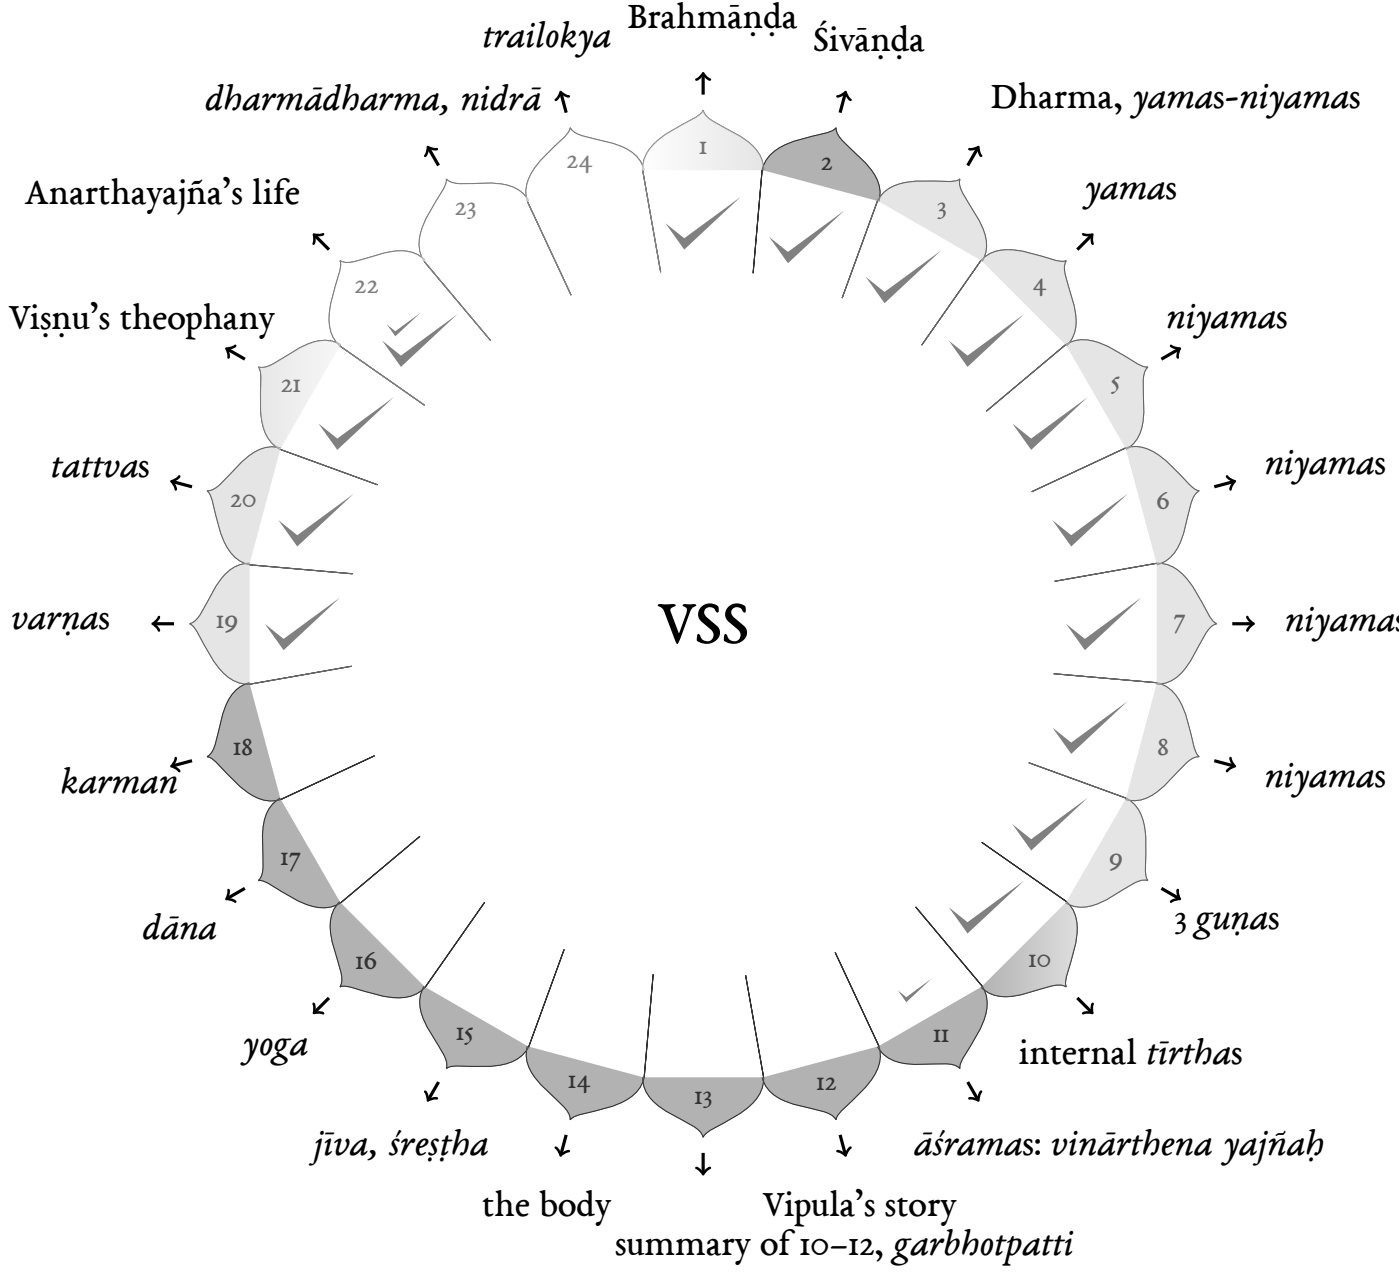 Brahmāṇḍa
trailokya
Śivāṇḍa
dharmādharma, nidrā
Dharma, yamas-niyamas
24
1
2
Anarthayajña’s life
23
3
yamas
22
4
Viṣṇu’s theophany
niyamas
21
5
tattvas
niyamas
20
6
varṇas
19
VSS
7
niyamas
karman
18
8
niyamas
17
9
dāna
3 guṇas
16
10
yoga
15
11
internal tīrthas
14
13
12
jīva, śreṣṭha
āśramas: vinārthena yajñaḥ
the body
Vipula’s story
summary of 10–12, garbhotpatti